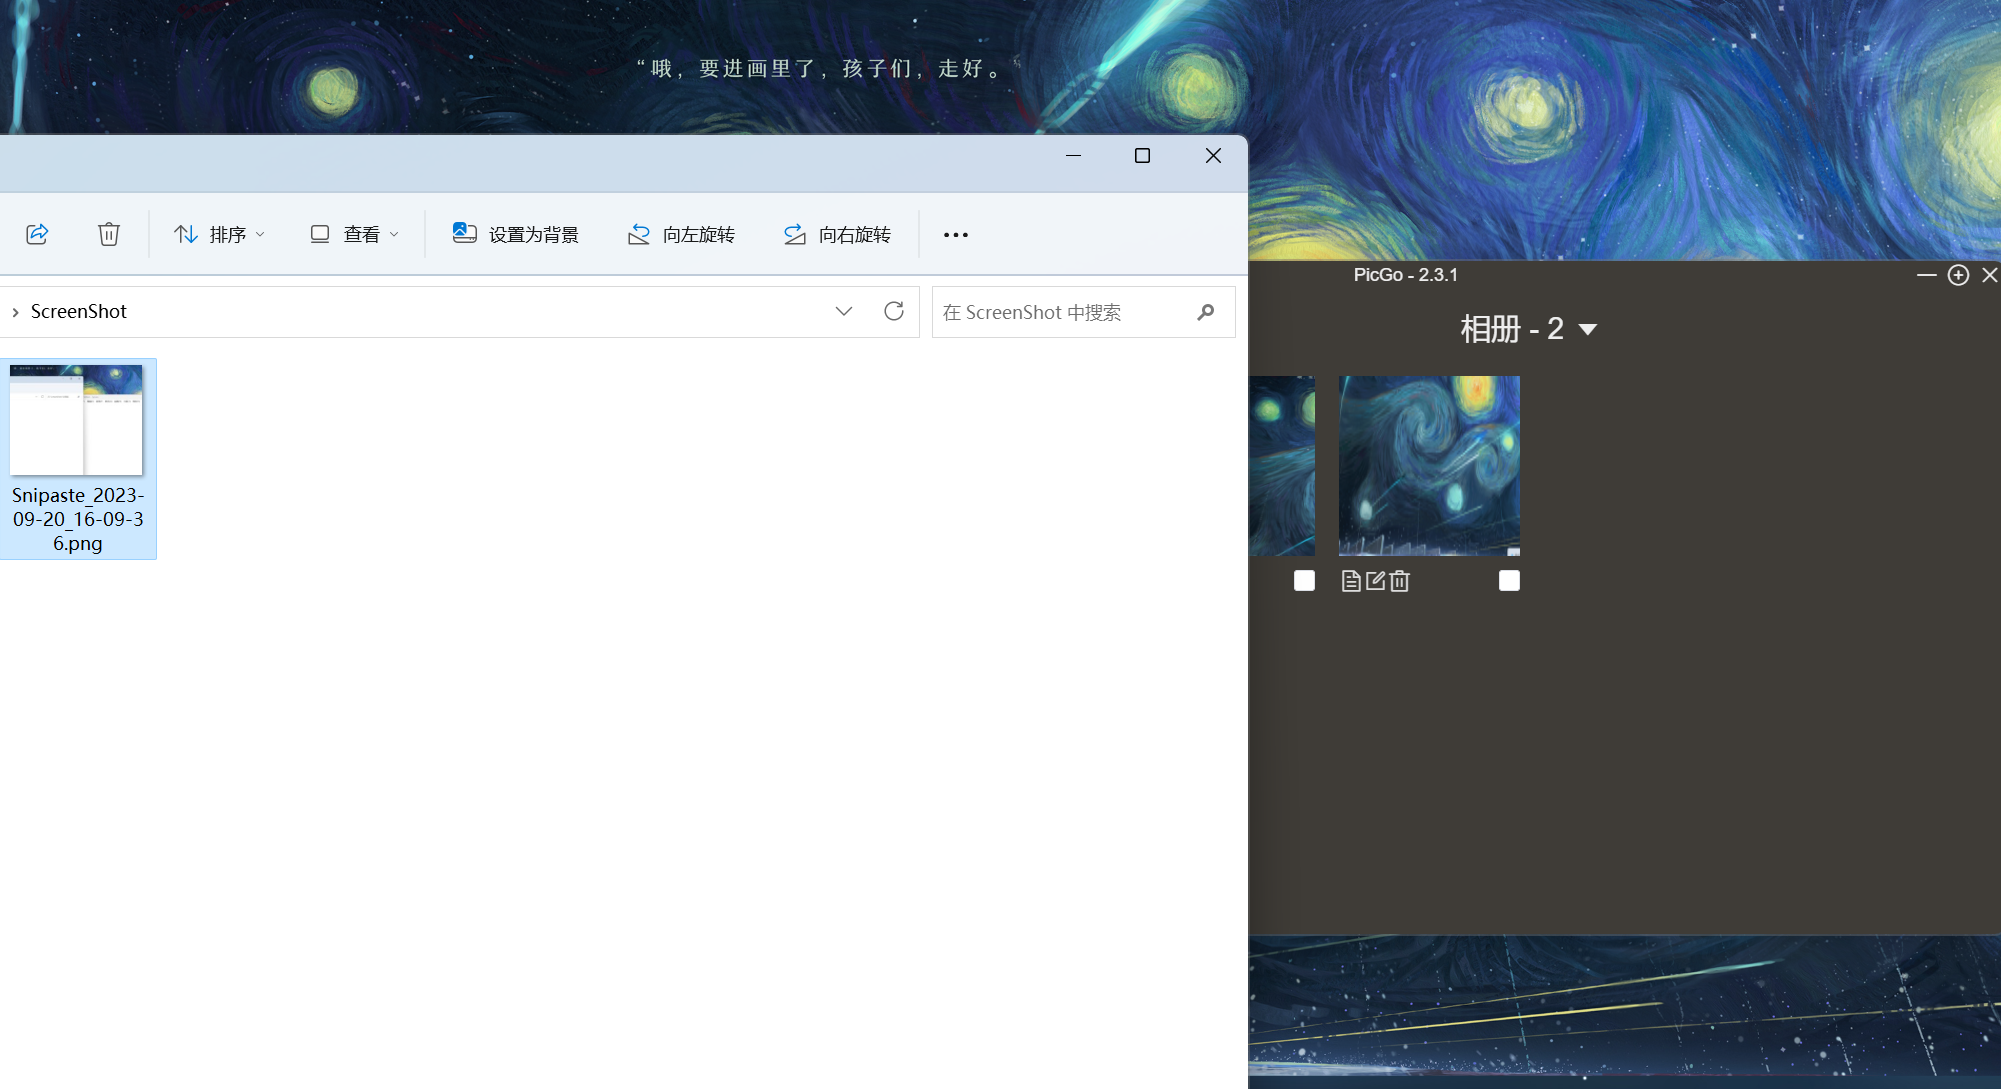 “哦，要进画里了，孩子们，走好。”
排序
查看
设置为背景
向左旋转
向右旋转
ScreenShot
在 ScreenShot 中搜索
Snipaste_2023-
09-20_16-09-3
6.png
PicGo - 2.3.1
相册 - 2